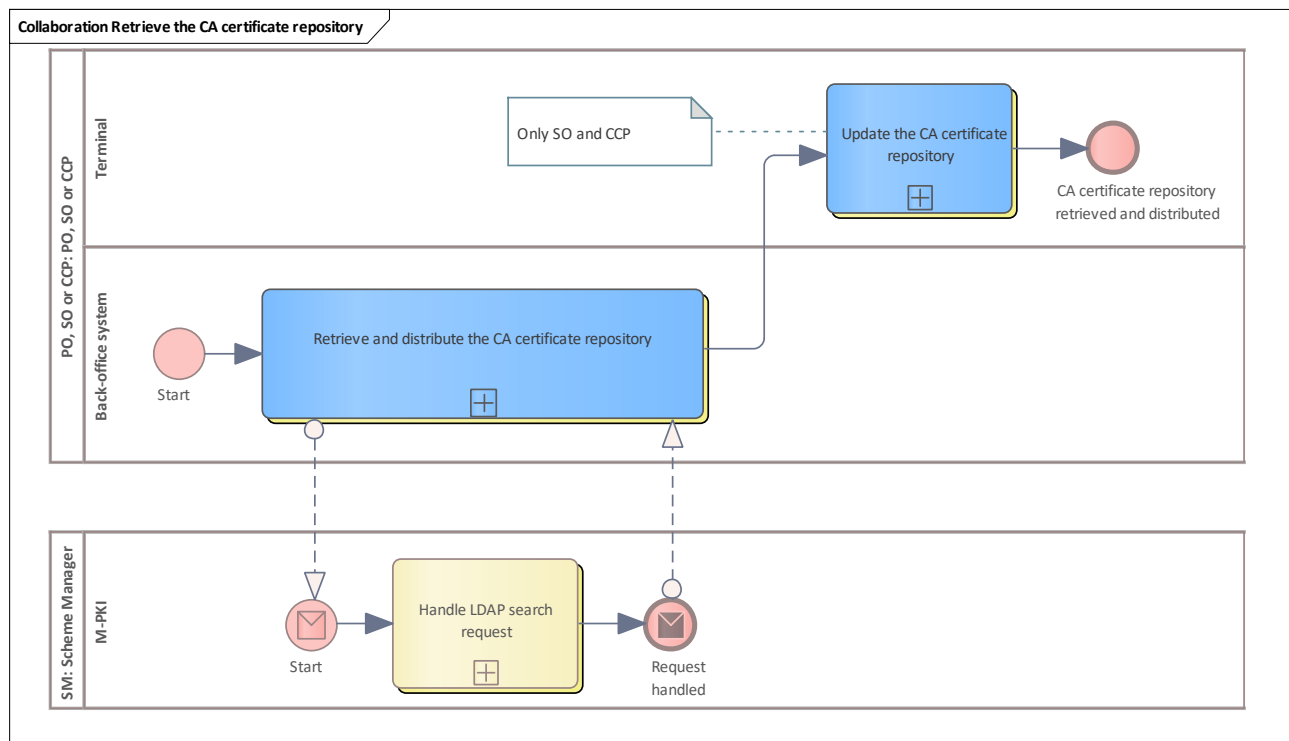 Collaboration Retrieve the CA certificate repository
PO, SO or CCP: PO, SO or CCP
Terminal
Only SO and CCP
Update the CA certificate
repository
CA certificate repository
retrieved and distributed
Back-office system
Start
Retrieve and distribute the CA certificate repository
SM: Scheme Manager
M-PKI
Start
Handle LDAP search
request
Request
handled